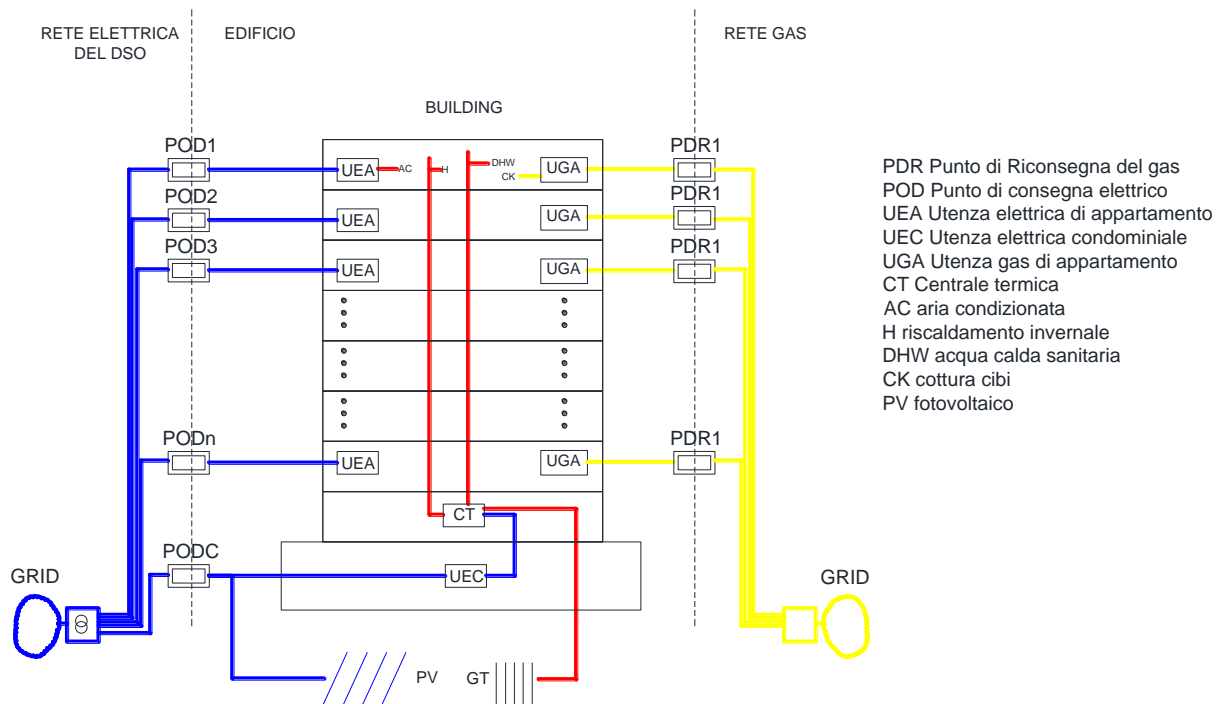 RETE ELETTRICA
DEL DSO
EDIFICIO
RETE GAS
BUILDING
POD1
PDR1
UEA
AC
H
DHW
CK
UGA
POD2
PDR1
UEA
UGA
POD3
PDR1
UEA
UGA
PODn
PDR1
UEA
UGA
CT
PODC
UEC
GRID
GRID
PV
GT
PDR Punto di Riconsegna del gas
POD Punto di consegna elettrico
UEA Utenza elettrica di appartamento
UEC Utenza elettrica condominiale
UGA Utenza gas di appartamento
CT Centrale termica
AC aria condizionata
H riscaldamento invernale
DHW acqua calda sanitaria
CK cottura cibi
PV fotovoltaico